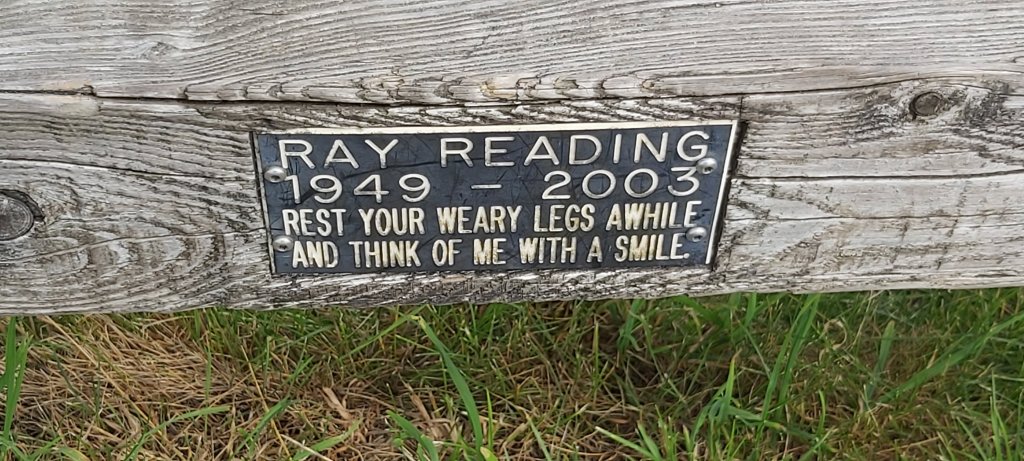 RAY READING
1949 – 2003
REST YOUR WEARY LEGS AWHILE
AND THINK OF ME WITH A SMILE.